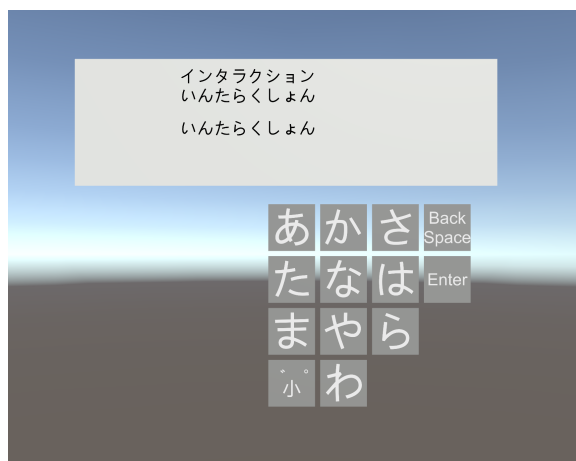 インタラクション
いんたらくしょん
いんたらくしょん
あ か さ Back Space
た な は Enter
ま や ら
゛゜小 わ